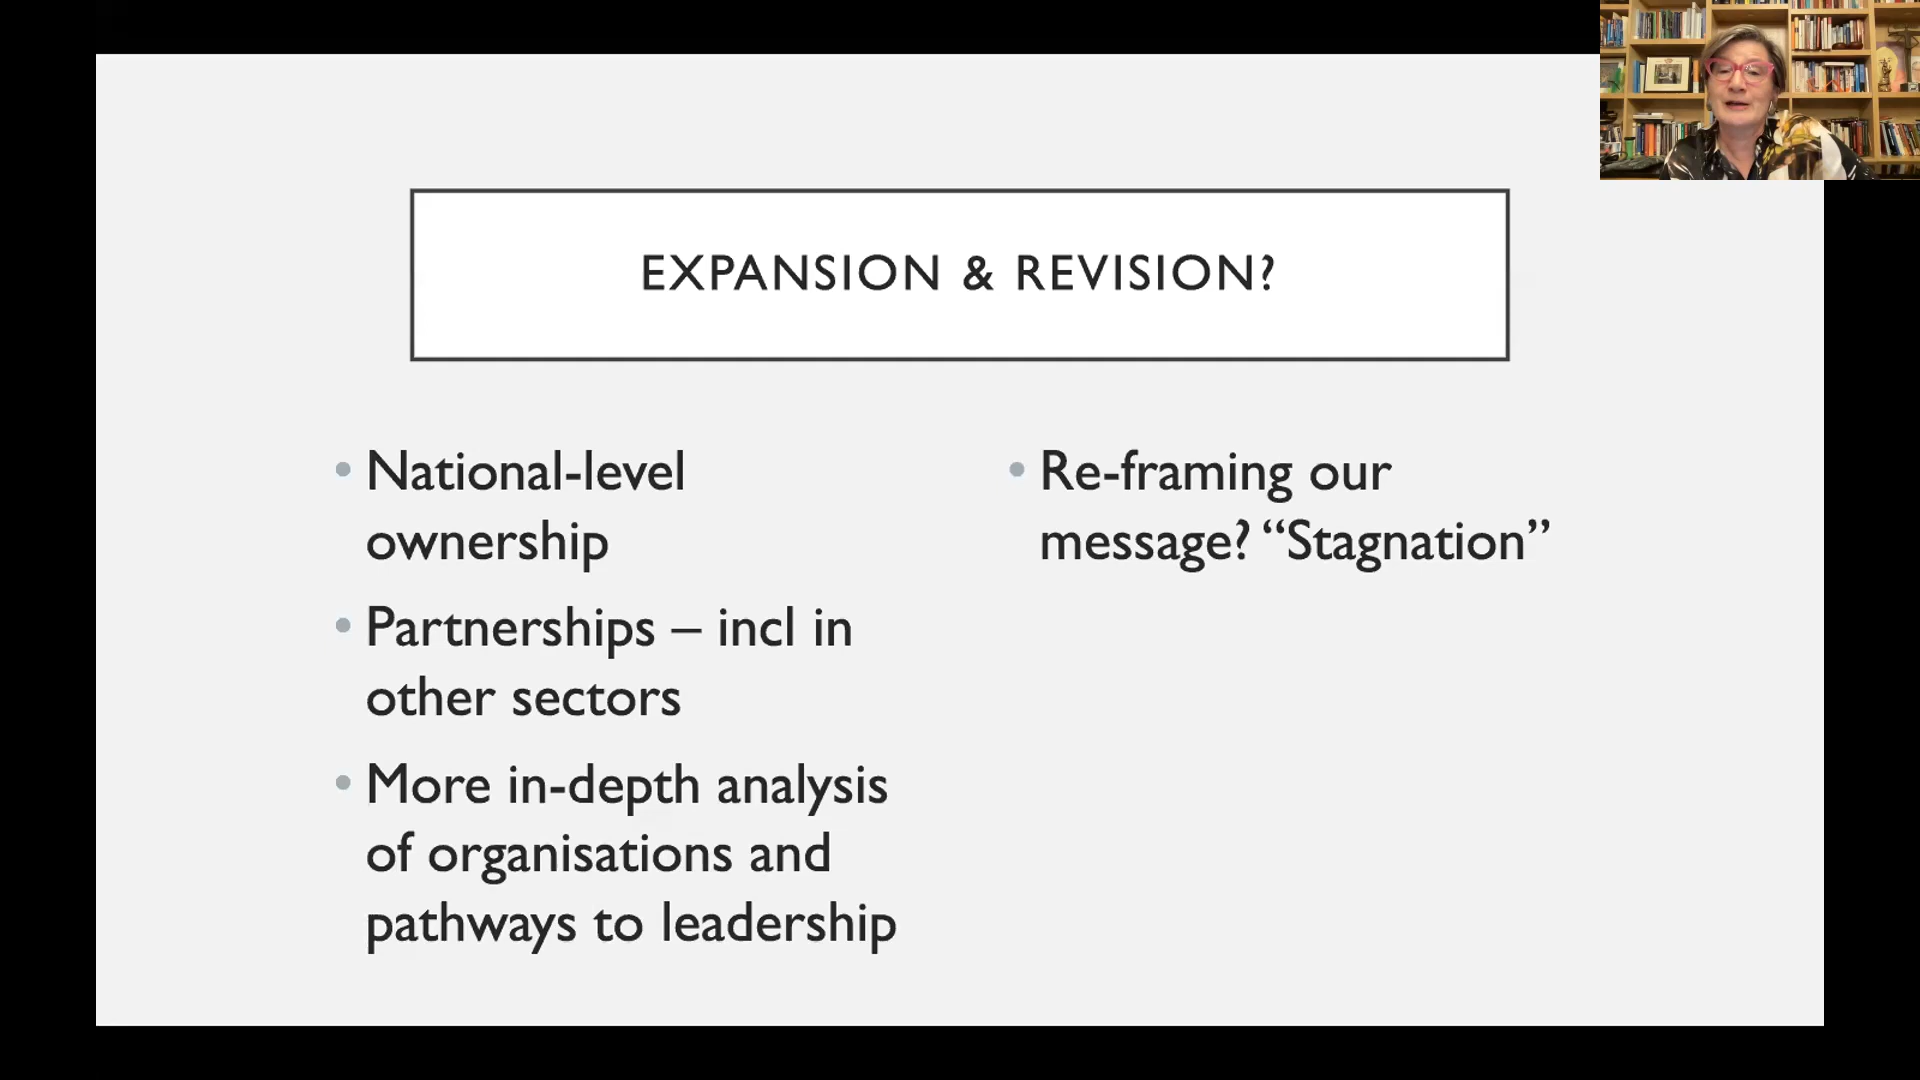 EXPANSION & REVISION?
• National-level
ownership
• Partnerships – incl in
other sectors
• More in-depth analysis
of organisations and
pathways to leadership
• Re-framing our
message? “Stagnation”